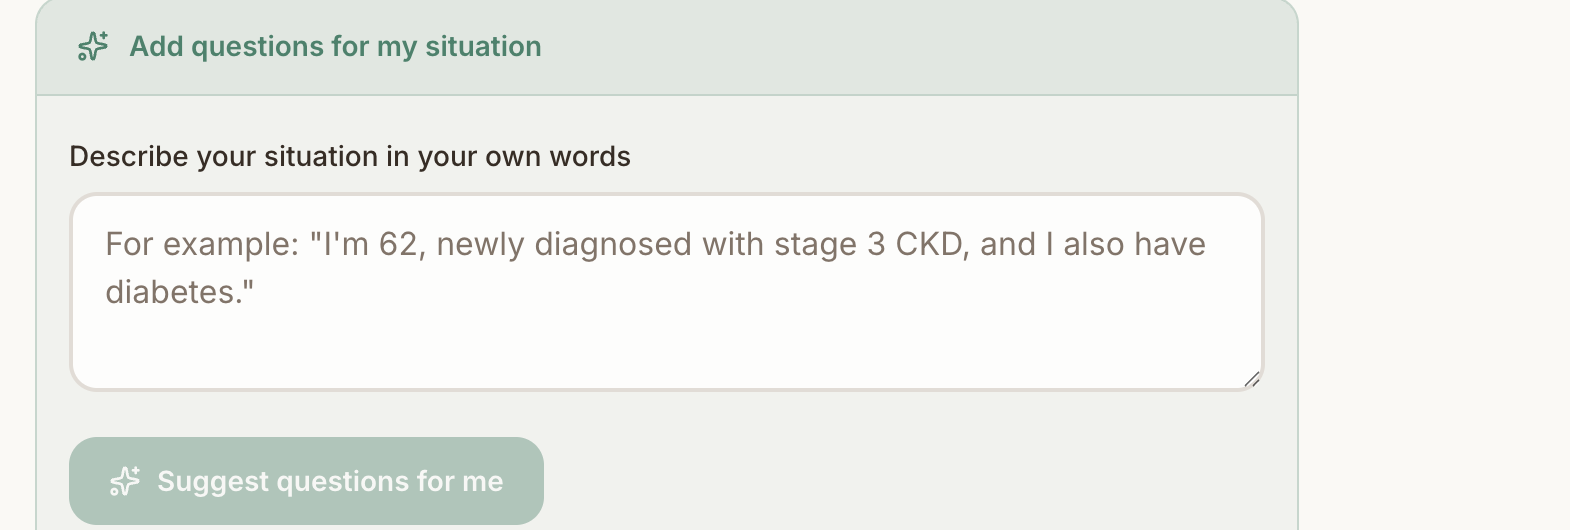 Add questions for my situation
Describe your situation in your own words
For example: "I'm 62, newly diagnosed with stage 3 CKD, and I also have
diabetes."
Suggest questions for me